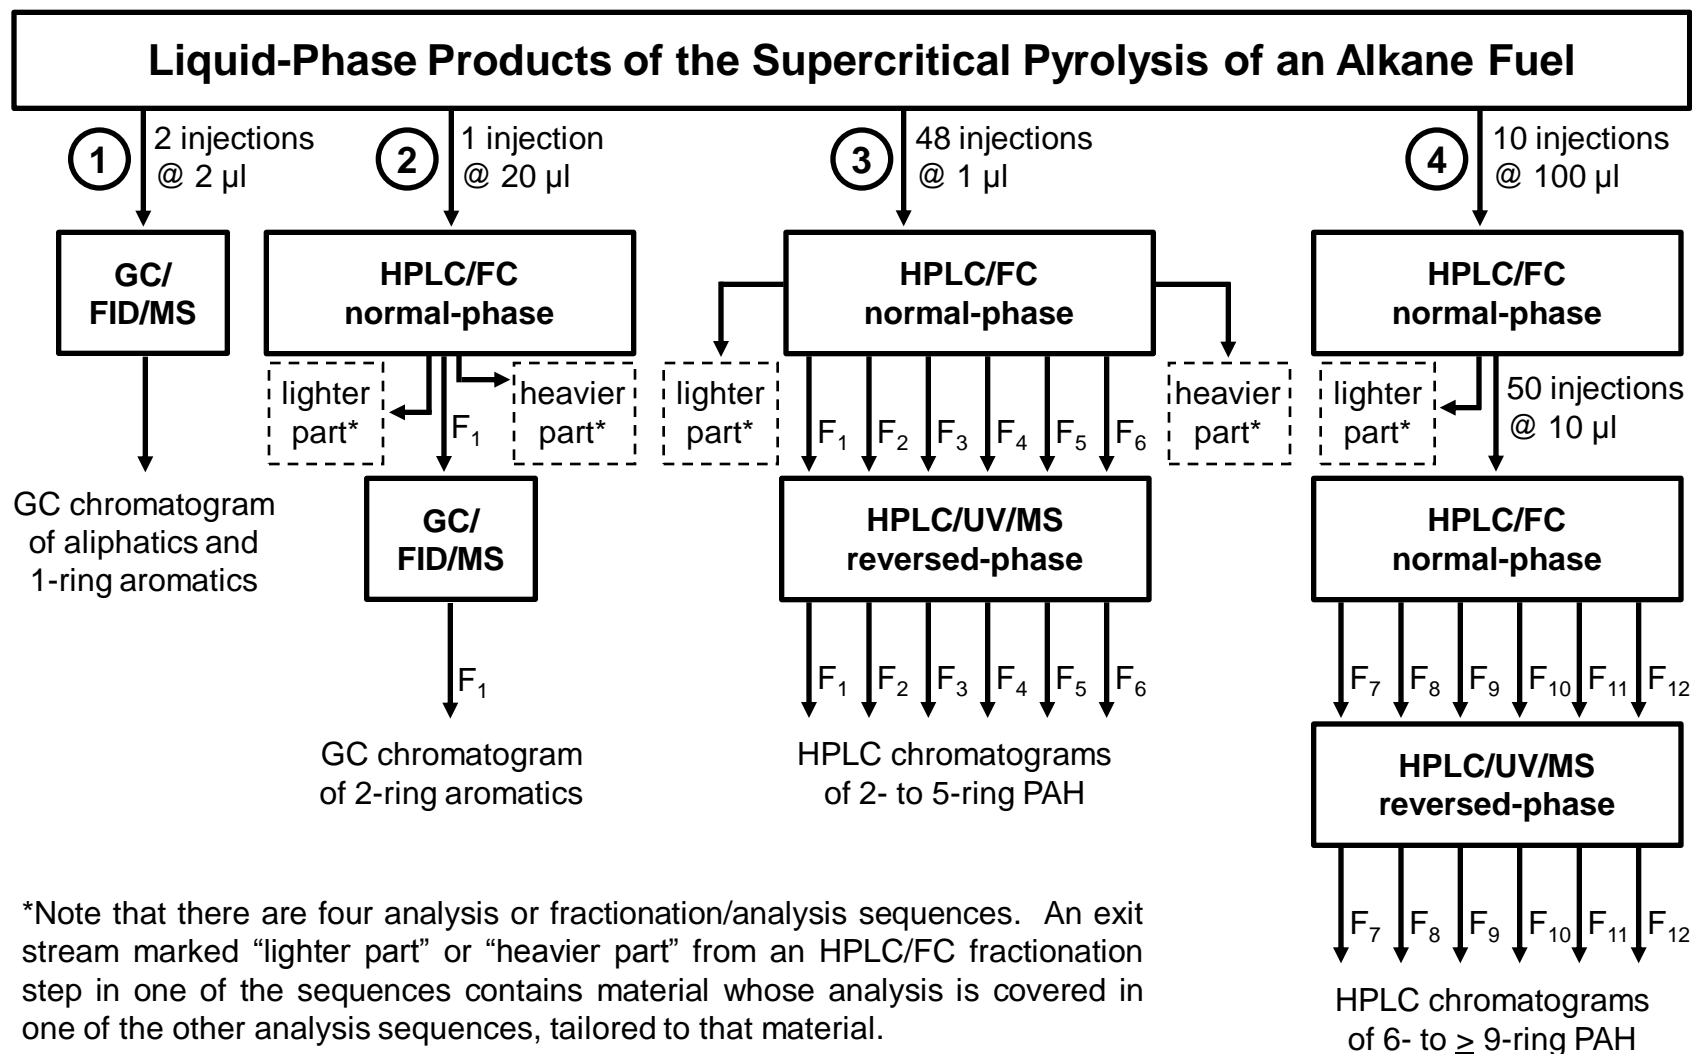 Liquid-Phase Products of the Supercritical Pyrolysis of an Alkane Fuel
1
2 injections
@ 2 µl
GC/
FID/MS
GC chromatogram
of aliphatics and
1-ring aromatics
2
1 injection
@ 20 µl
HPLC/FC
normal-phase
lighter
part*
F₁
heavier
part*
GC/
FID/MS
F₁
GC chromatogram
of 2-ring aromatics
3
48 injections
@ 1 µl
HPLC/FC
normal-phase
lighter
part*
F₁ F₂ F₃ F₄ F₅ F₆
heavier
part*
HPLC/UV/MS
reversed-phase
F₁ F₂ F₃ F₄ F₅ F₆
HPLC chromatograms
of 2- to 5-ring PAH
4
10 injections
@ 100 µl
HPLC/FC
normal-phase
lighter
part*
50 injections
@ 10 µl
HPLC/FC
normal-phase
F₇ F₈ F₉ F₁₀ F₁₁ F₁₂
HPLC/UV/MS
reversed-phase
F₇ F₈ F₉ F₁₀ F₁₁ F₁₂
HPLC chromatograms
of 6- to ≥ 9-ring PAH
*Note that there are four analysis or fractionation/analysis sequences. An exit
stream marked “lighter part” or “heavier part” from an HPLC/FC fractionation
step in one of the sequences contains material whose analysis is covered in
one of the other analysis sequences, tailored to that material.